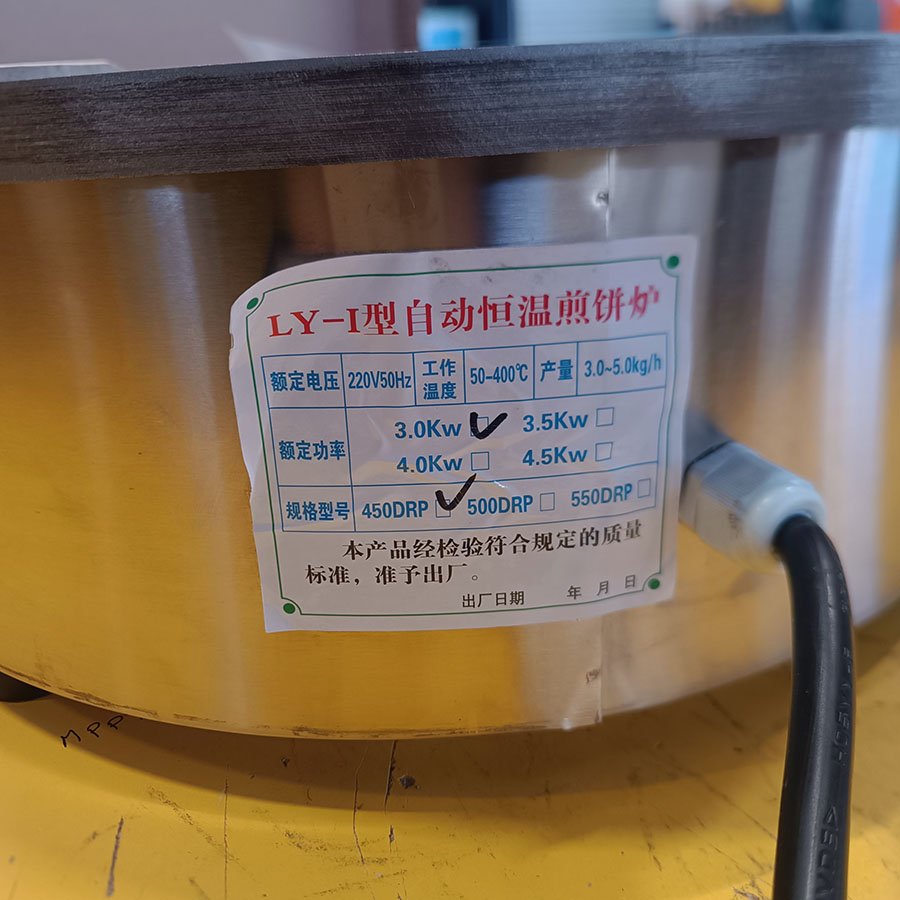 LY-I型自动恒温煎饼炉
额定电压 220V50Hz 工作温度 50-400℃ 产量 3.0~5.0kg/h
额定功率 3.0Kw ☑ 3.5Kw □
4.0Kw □ 4.5Kw □
规格型号 450DRP ☑ 500DRP □ 550DRP □
本产品经检验符合规定的质量
标准，准予出厂。
出厂日期 年 月 日
MPP